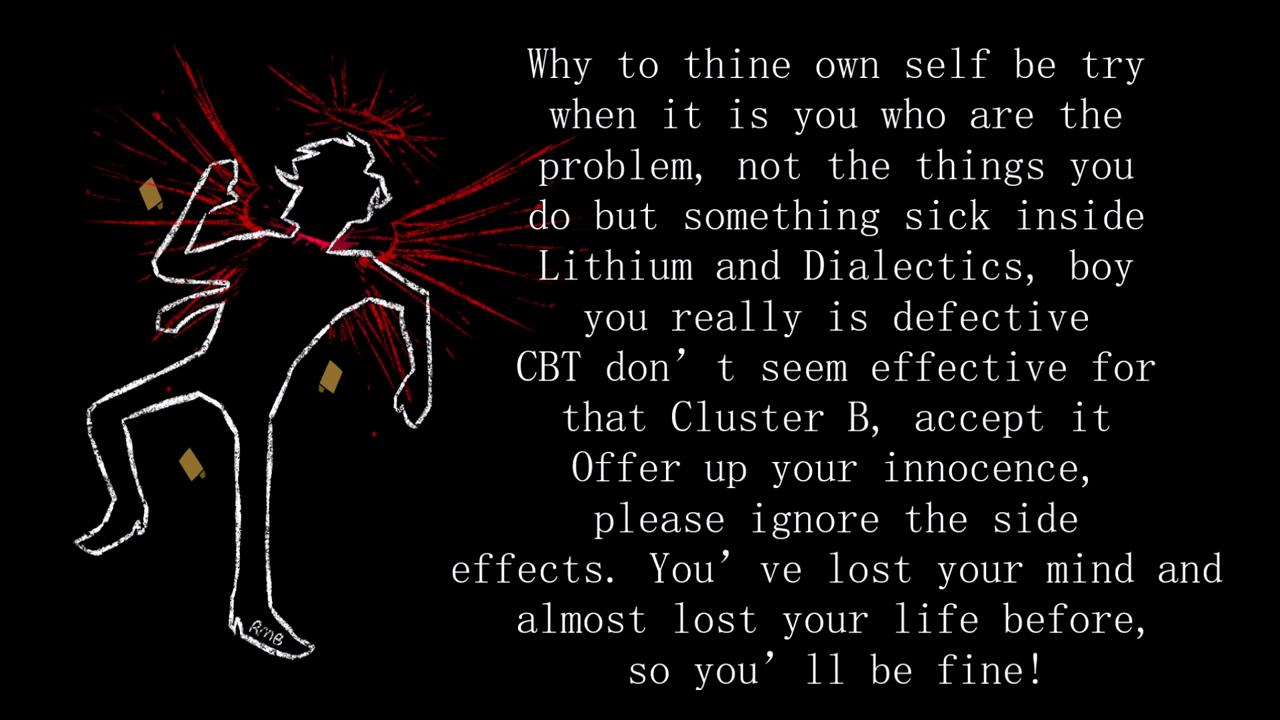 Why to thine own self be try
when it is you who are the
problem, not the things you
do but something sick inside
Lithium and Dialectics, boy
you really is defective
CBT don’t seem effective for
that Cluster B, accept it
Offer up your innocence,
please ignore the side
effects. You’ve lost your mind and
almost lost your life before,
so you’ll be fine!
RMB